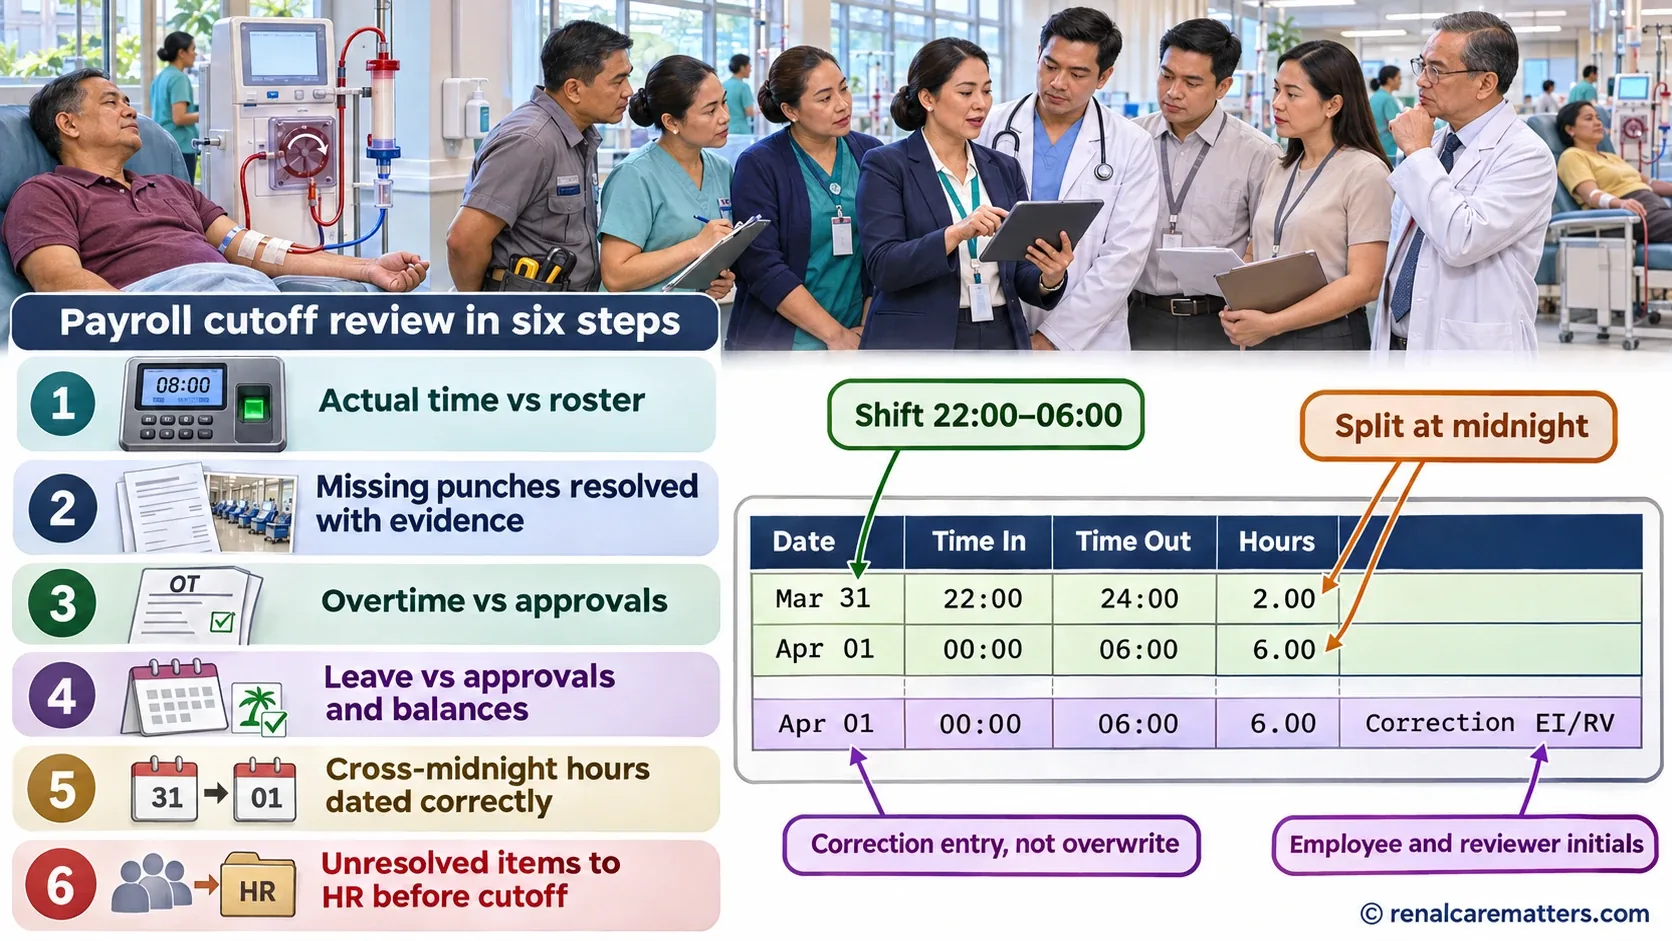 Payroll cutoff review in six steps
1
08:00
Actual time vs roster
2
Missing punches resolved
with evidence
3
OT
Overtime vs approvals
4
Leave vs approvals
and balances
5
31
01
Cross-midnight hours
dated correctly
6
HR
Unresolved items to
HR before cutoff
Shift 22:00–06:00
Split at midnight
Date Time In Time Out Hours
Mar 31 22:00 24:00 2.00
Apr 01 00:00 06:00 6.00
Apr 01 00:00 06:00 6.00 Correction EI/RV
Correction entry, not overwrite
Employee and reviewer initials
© renalcarematters.com